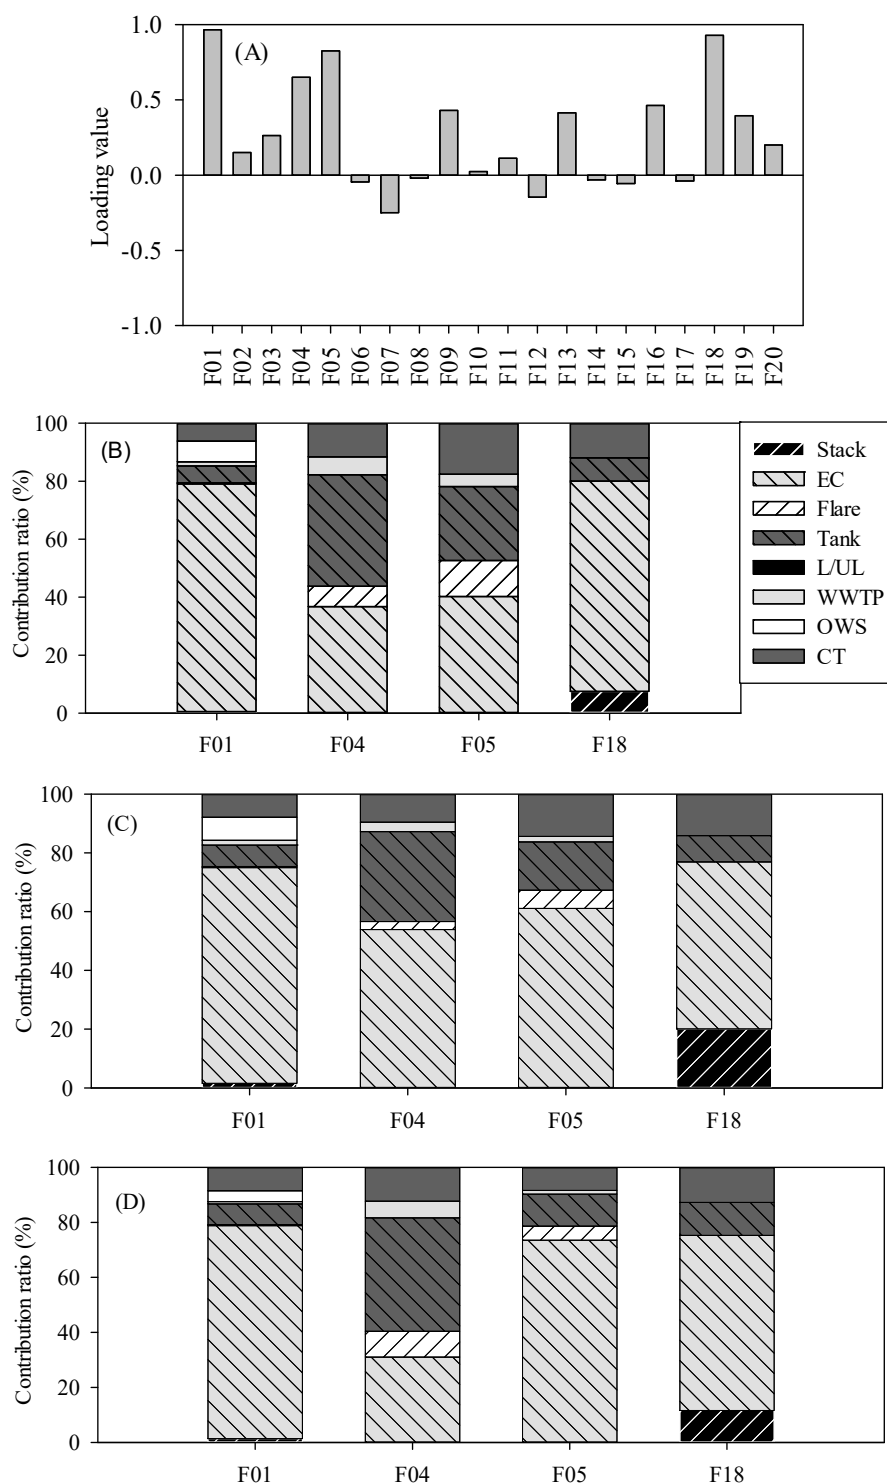 (A)
Loading value
1.0
0.5
0.0
-0.5
-1.0
F01 F02 F03 F04 F05 F06 F07 F08 F09 F10 F11 F12 F13 F14 F15 F16 F17 F18 F19 F20
(B)
Contribution ratio (%)
100
80
60
40
20
0
F01 F04 F05 F18
Stack
EC
Flare
Tank
L/UL
WWTP
OWS
CT
(C)
Contribution ratio (%)
100
80
60
40
20
0
F01 F04 F05 F18
(D)
Contribution ratio (%)
100
80
60
40
20
0
F01 F04 F05 F18